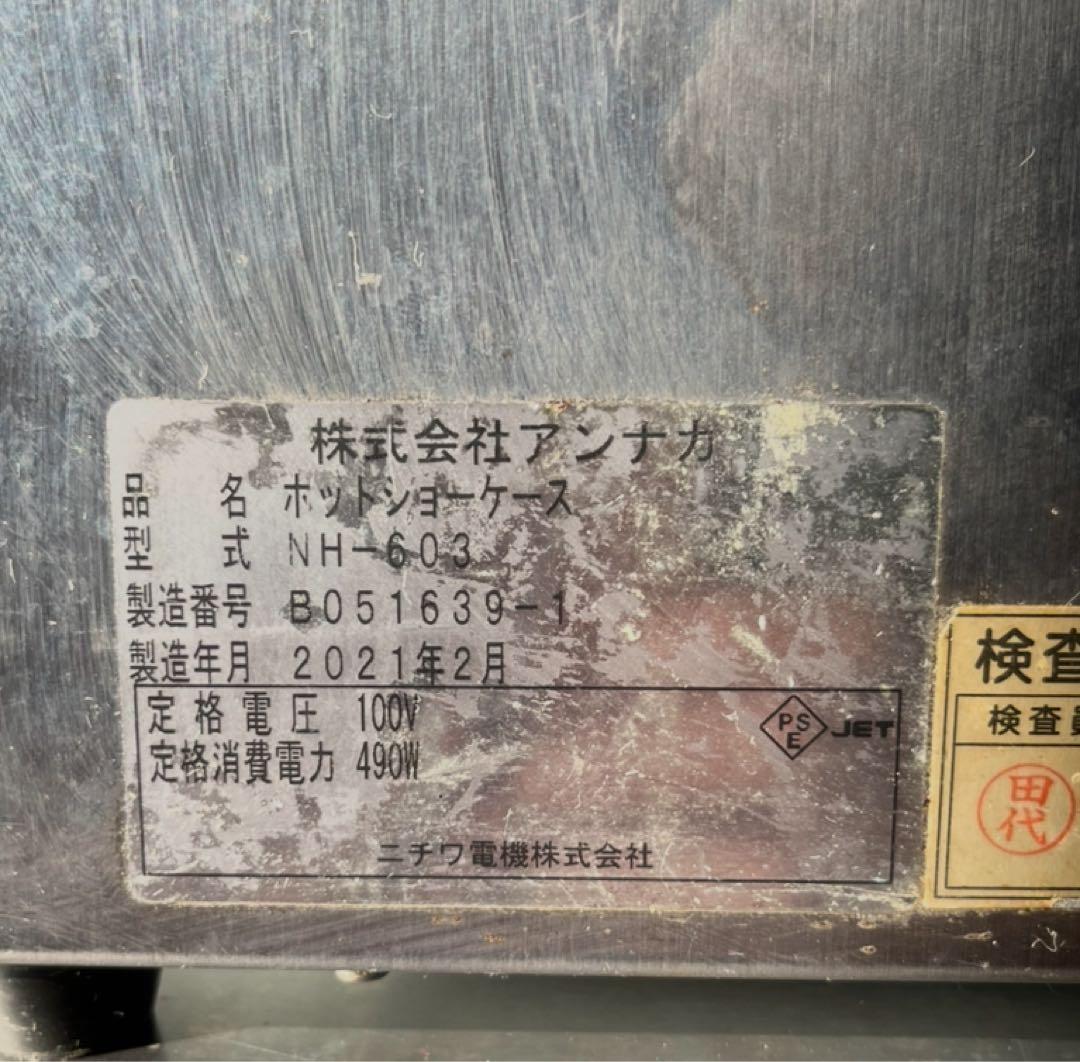 株式会社アンナカ
品名 ホットショーケース
型式 NH-603
製造番号 B051639-1
製造年月 2021年2月
定格電圧 100V
定格消費電力 490W
PS
E
JET
ニチワ電機株式会社
検査
検査員
田代